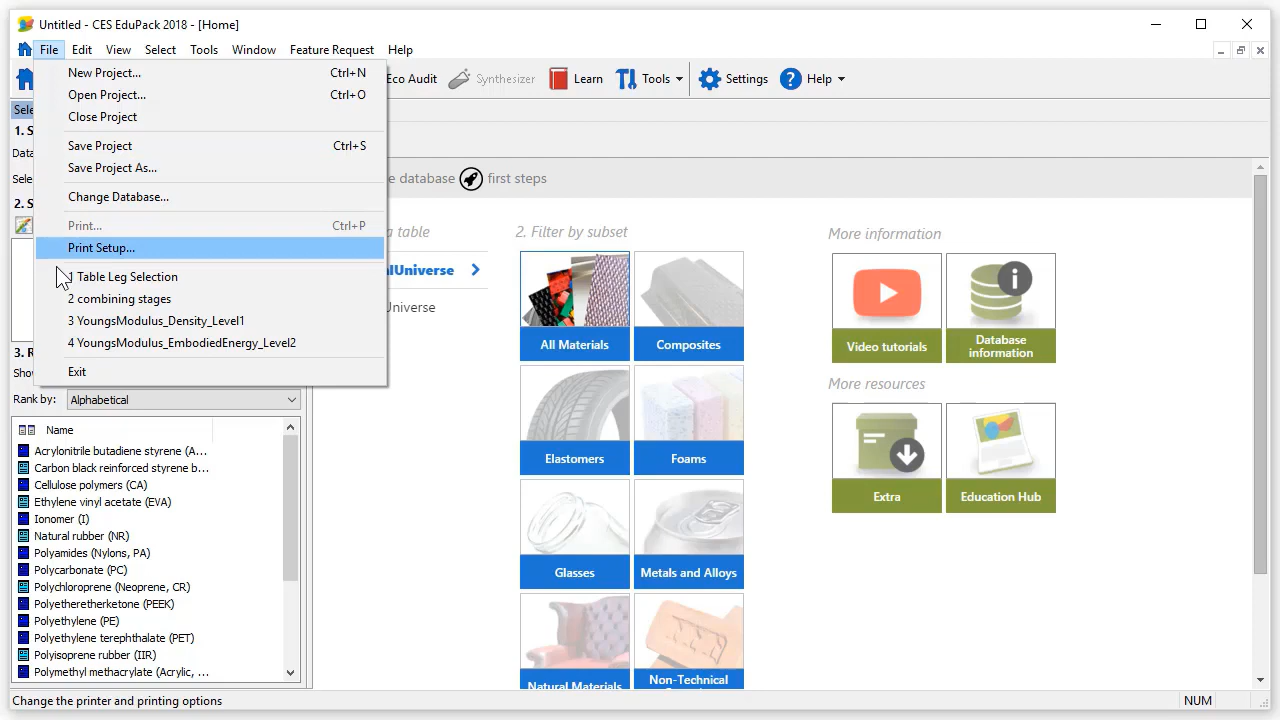 Untitled - CES EduPack 2018 - [Home]
File Edit View Select Tools Window Feature Request Help
Eco Audit Synthesizer Learn Tools Settings Help
New Project... Ctrl+N
Open Project... Ctrl+O
Close Project
Save Project Ctrl+S
Save Project As...
Change Database...
Print... Ctrl+P
Print Setup...
1 Table Leg Selection
2 combining stages
3 YoungsModulus_Density_Level1
4 YoungsModulus_EmbodiedEnergy_Level2
Exit
Sele
1. S
Data
Sele
2. S
3. R
Show
Rank by: Alphabetical
Name
Acrylonitrile butadiene styrene (A...
Carbon black reinforced styrene b...
Cellulose polymers (CA)
Ethylene vinyl acetate (EVA)
Ionomer (I)
Natural rubber (NR)
Polyamides (Nylons, PA)
Polycarbonate (PC)
Polychloroprene (Neoprene, CR)
Polyetheretherketone (PEEK)
Polyethylene (PE)
Polyethylene terephthalate (PET)
Polyisoprene rubber (IIR)
Polymethyl methacrylate (Acrylic, ...
e database first steps
a table
alUniverse
Universe
2. Filter by subset
All Materials
Composites
Elastomers
Foams
Glasses
Metals and Alloys
Natural Materials
Non-Technical
More information
Video tutorials
Database
information
More resources
Extra
Education Hub
Change the printer and printing options
NUM